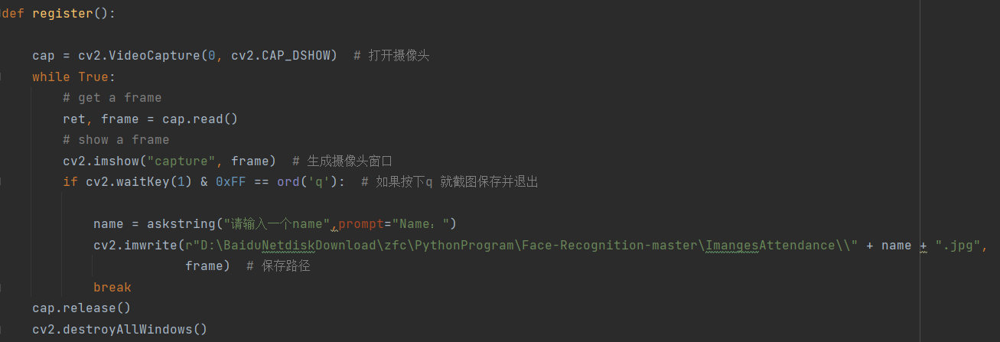 def register():
cap = cv2.VideoCapture(0, cv2.CAP_DSHOW)  # 打开摄像头
while True:
# get a frame
ret, frame = cap.read()
# show a frame
cv2.imshow("capture", frame)  # 生成摄像头窗口
if cv2.waitKey(1) & 0xFF == ord('q'):  # 如果按下q 就截图保存并退出
name = askstring("请输入一个name",prompt="Name：")
cv2.imwrite(r"D:\BaiduNetdiskDownload\zfc\PythonProgram\Face-Recognition-master\ImangesAttendance\\" + name + ".jpg",
frame)  # 保存路径
break
cap.release()
cv2.destroyAllWindows()